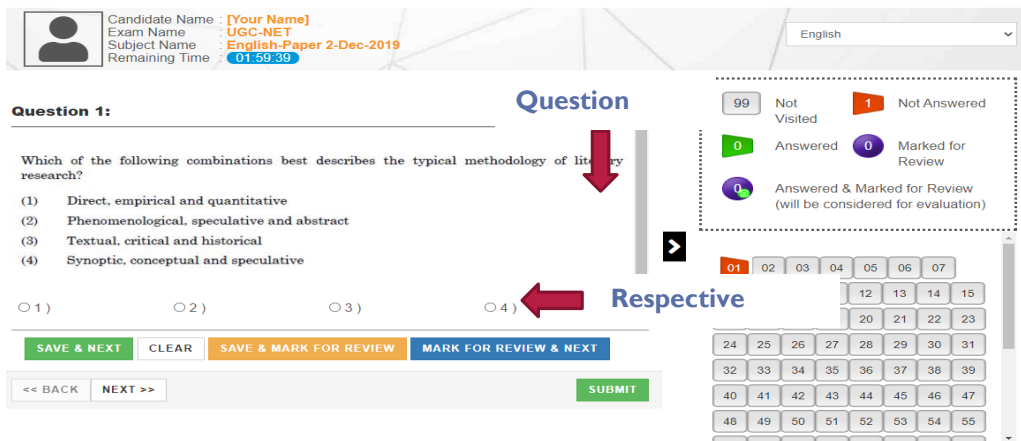 Candidate Name : [Your Name]
Exam Name : UGC-NET
Subject Name : English-Paper 2-Dec-2019
Remaining Time : 01:59:39
English
Question 1:
Question
Which of the following combinations best describes the typical methodology of
research?
(1) Direct, empirical and quantitative
(2) Phenomenological, speculative and abstract
(3) Textual, critical and historical
(4) Synoptic, conceptual and speculative
1 )
2 )
3 )
4 )
Respective
SAVE & NEXT
CLEAR
SAVE & MARK FOR REVIEW
MARK FOR REVIEW & NEXT
<< BACK
NEXT >>
SUBMIT
99 Not Visited
1 Not Answered
0 Answered
0 Marked for Review
0 Answered & Marked for Review
(will be considered for evaluation)
01 02 03 04 05 06 07
12 13 14 15
20 21 22 23
24 25 26 27 28 29 30 31
32 33 34 35 36 37 38 39
40 41 42 43 44 45 46 47
48 49 50 51 52 53 54 55